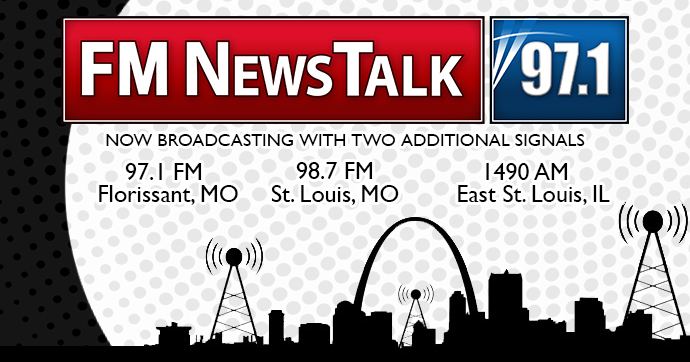 FM NEWSTALK 97.1
NOW BROADCASTING WITH TWO ADDITIONAL SIGNALS
97.1 FM 98.7 FM 1490 AM
Florissant, MO St. Louis, MO East St. Louis, IL